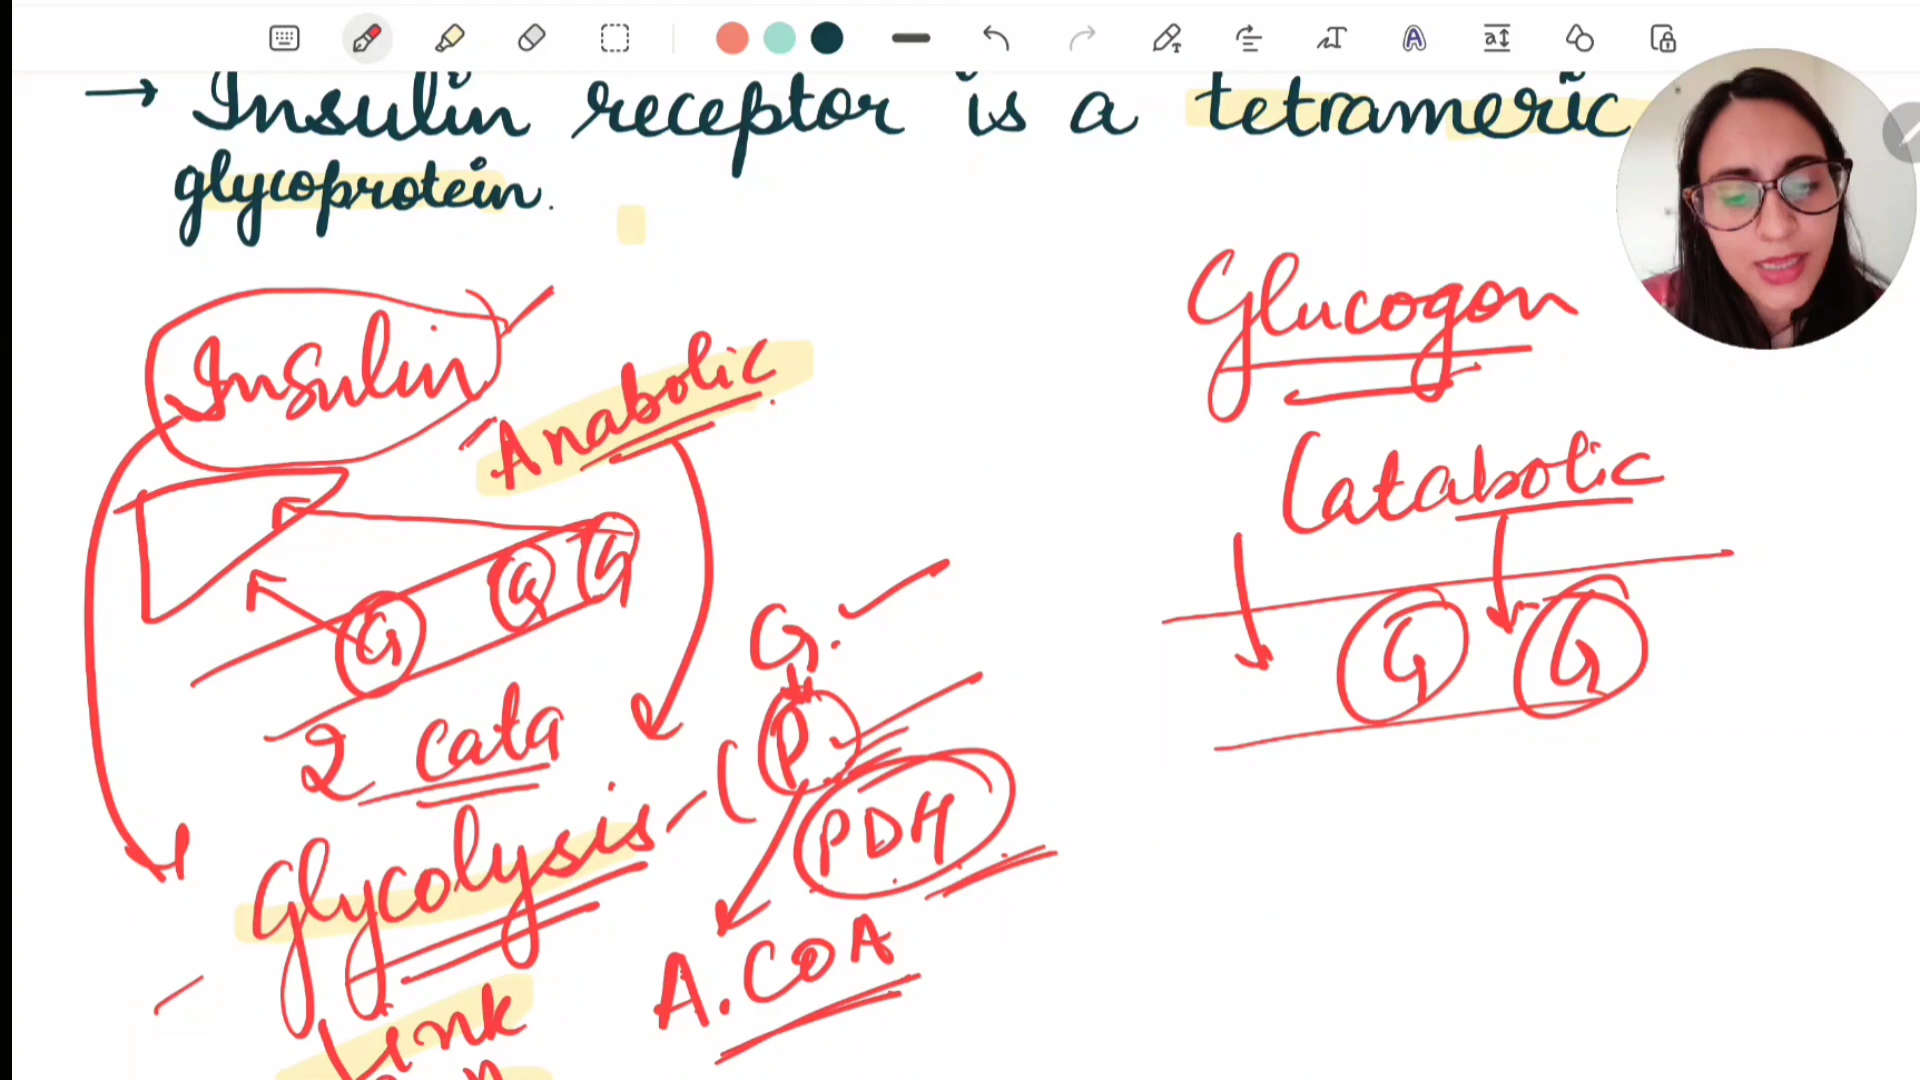 → Insulin receptor is a tetrameric
glycoprotein.
Insulin
Anabolic
G G G
2 cata
Glycolysis - (
Link
G.
P
PDH
A. COA
Glucogon
Catabolic
G G